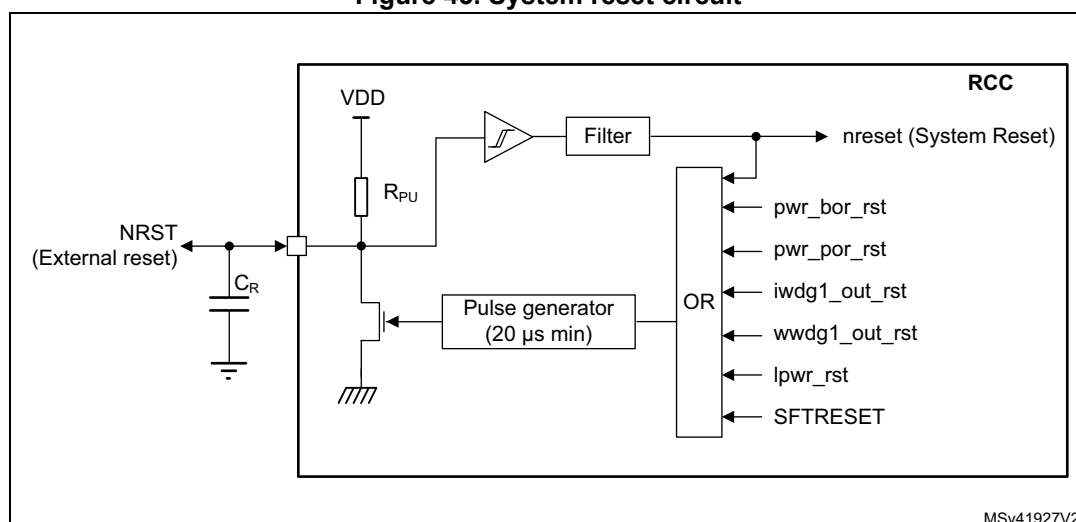 RCC
VDD
Filter
nreset (System Reset)
RPU
pwr_bor_rst
NRST
(External reset)
pwr_por_rst
CR
iwdg1_out_rst
OR
Pulse generator
(20 µs min)
wwdg1_out_rst
lpwr_rst
SFTRESET
MSv41927V2